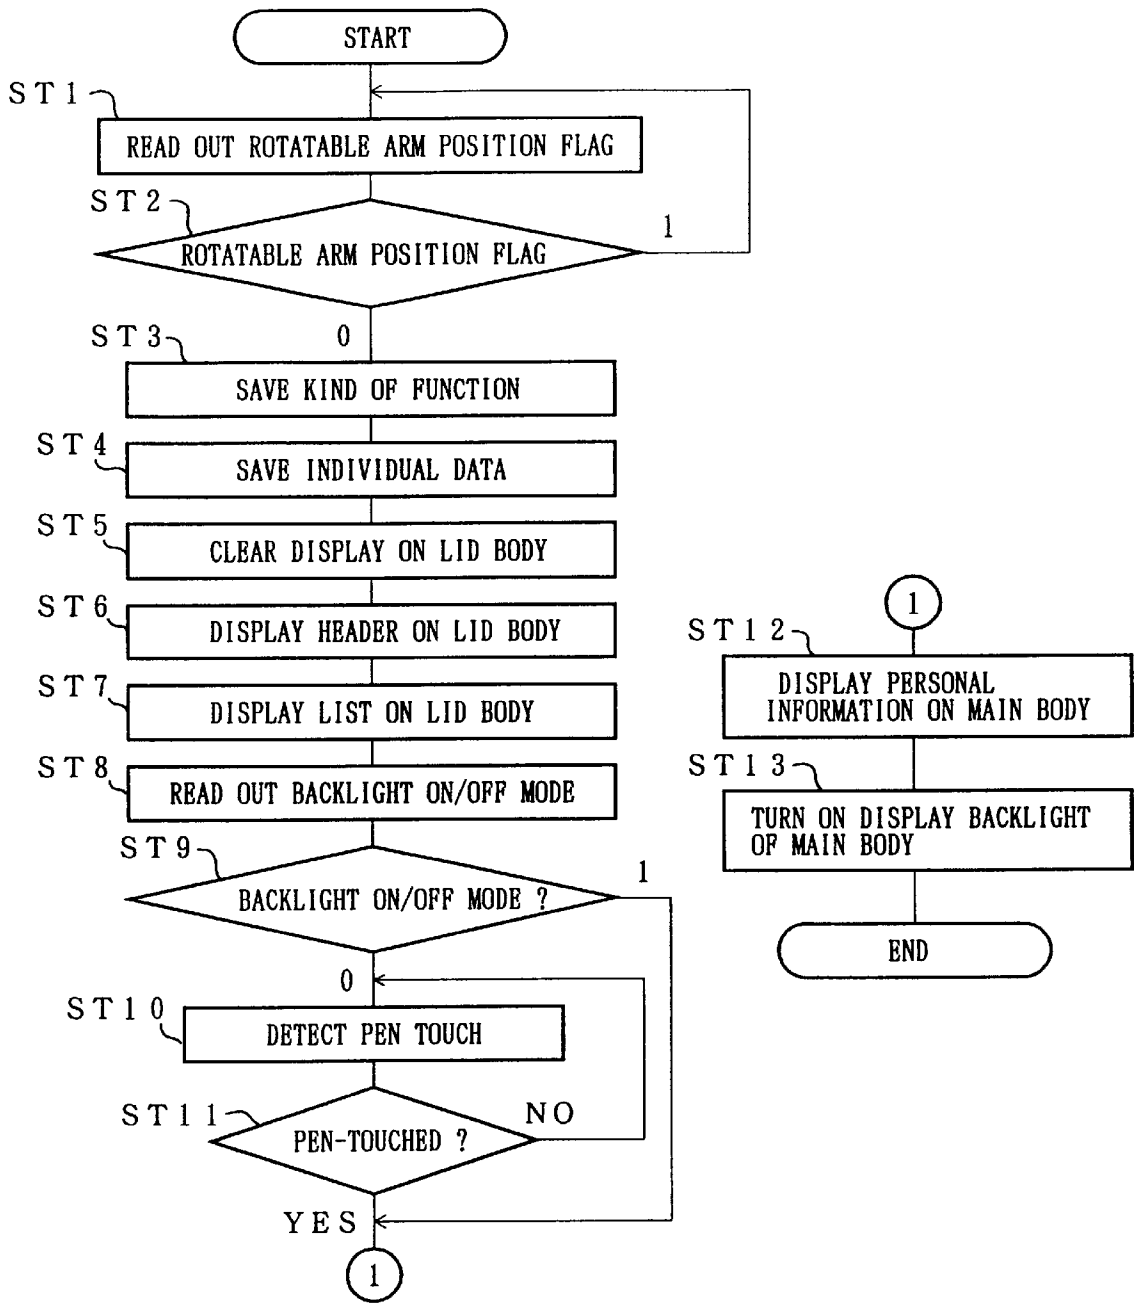 START
ST1
READ OUT ROTATABLE ARM POSITION FLAG
ST2
1
ROTATABLE ARM POSITION FLAG
0
ST3
SAVE KIND OF FUNCTION
ST4
SAVE INDIVIDUAL DATA
ST5
CLEAR DISPLAY ON LID BODY
ST6
DISPLAY HEADER ON LID BODY
ST7
DISPLAY LIST ON LID BODY
ST8
READ OUT BACKLIGHT ON/OFF MODE
ST9
1
BACKLIGHT ON/OFF MODE ?
0
ST10
DETECT PEN TOUCH
ST11
NO
PEN-TOUCHED ?
YES
1
1
ST12
DISPLAY PERSONAL
INFORMATION ON MAIN BODY
ST13
TURN ON DISPLAY BACKLIGHT
OF MAIN BODY
END